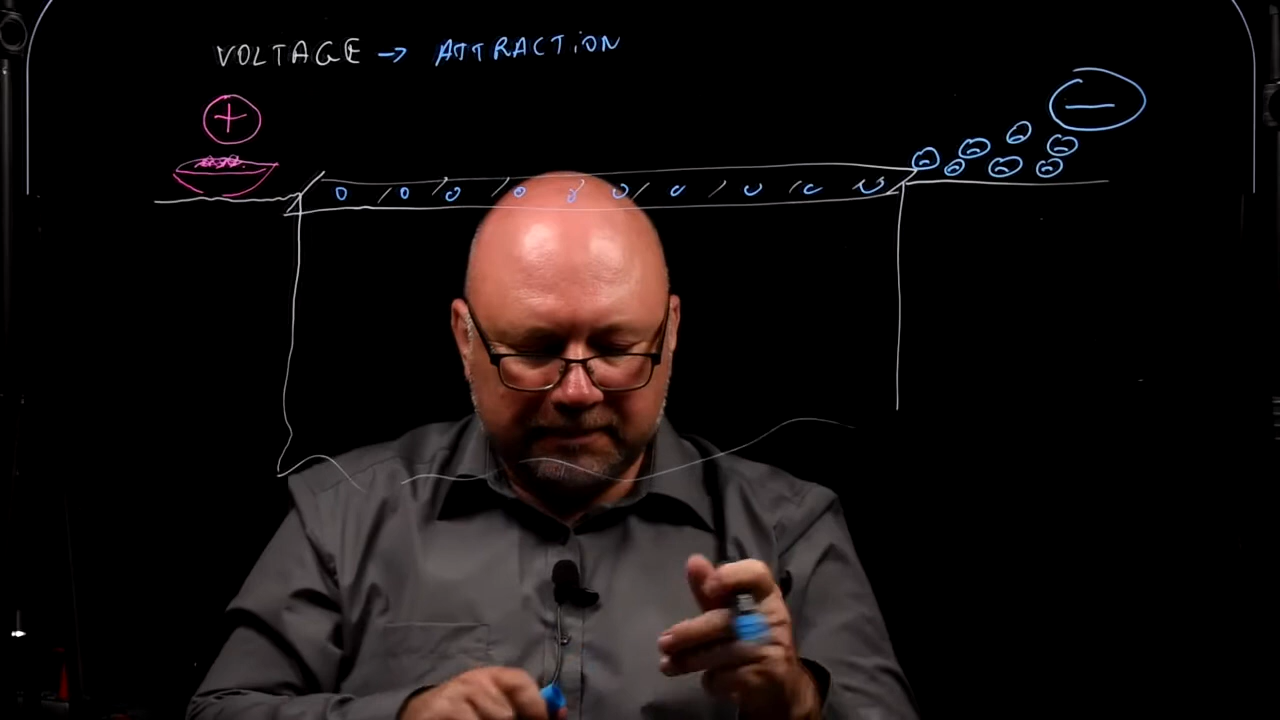 VOLTAGE → ATTRACTION
+
−